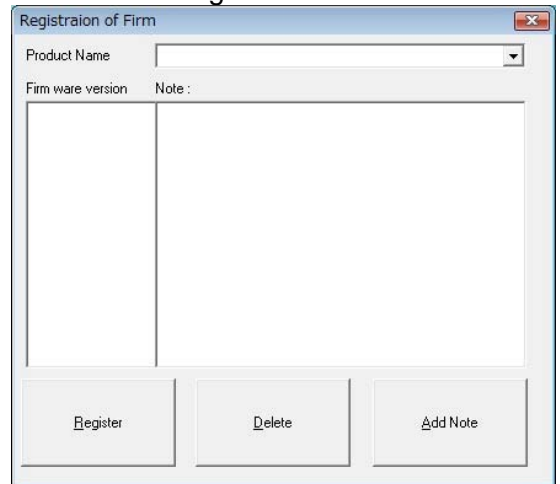 Registraion of Firm
Product Name
Firm ware version Note :
Register Delete Add Note